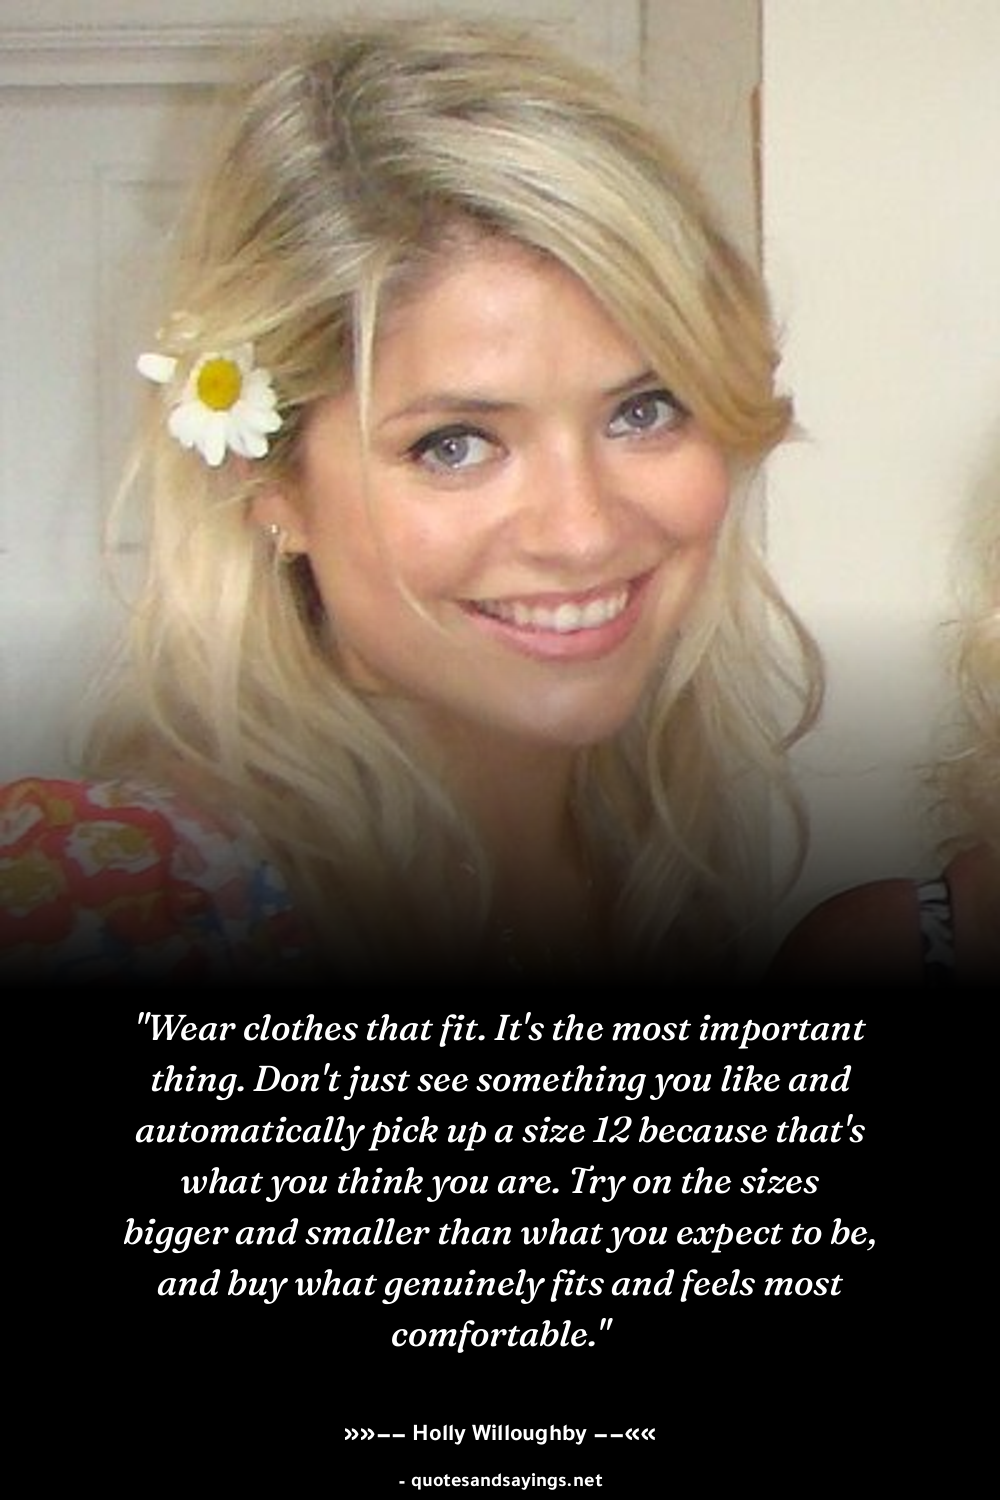 "Wear clothes that fit. It's the most important
thing. Don't just see something you like and
automatically pick up a size 12 because that's
what you think you are. Try on the sizes
bigger and smaller than what you expect to be,
and buy what genuinely fits and feels most
comfortable."
»»−− Holly Willoughby −−««
- quotesandsayings.net